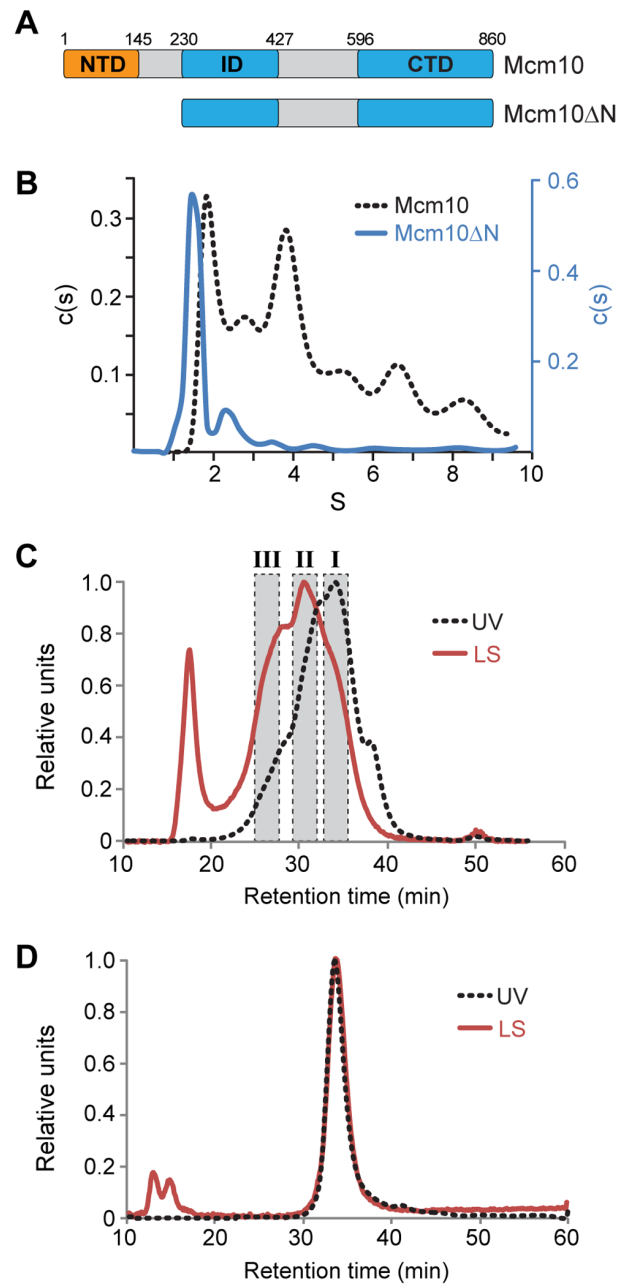 A
1 145 230 427 596 860
NTD ID CTD Mcm10
Mcm10ΔN
B
0.3
0.2
0.1
c(s)
Mcm10
Mcm10ΔN
0.6
0.4
0.2
c(s)
2 4 6 8 10
S
C
III II I
1.0
0.8
0.6
0.4
0.2
0
Relative units
UV
LS
10 20 30 40 50 60
Retention time (min)
D
1.0
0.8
0.6
0.4
0.2
0
Relative units
UV
LS
10 20 30 40 50 60
Retention time (min)